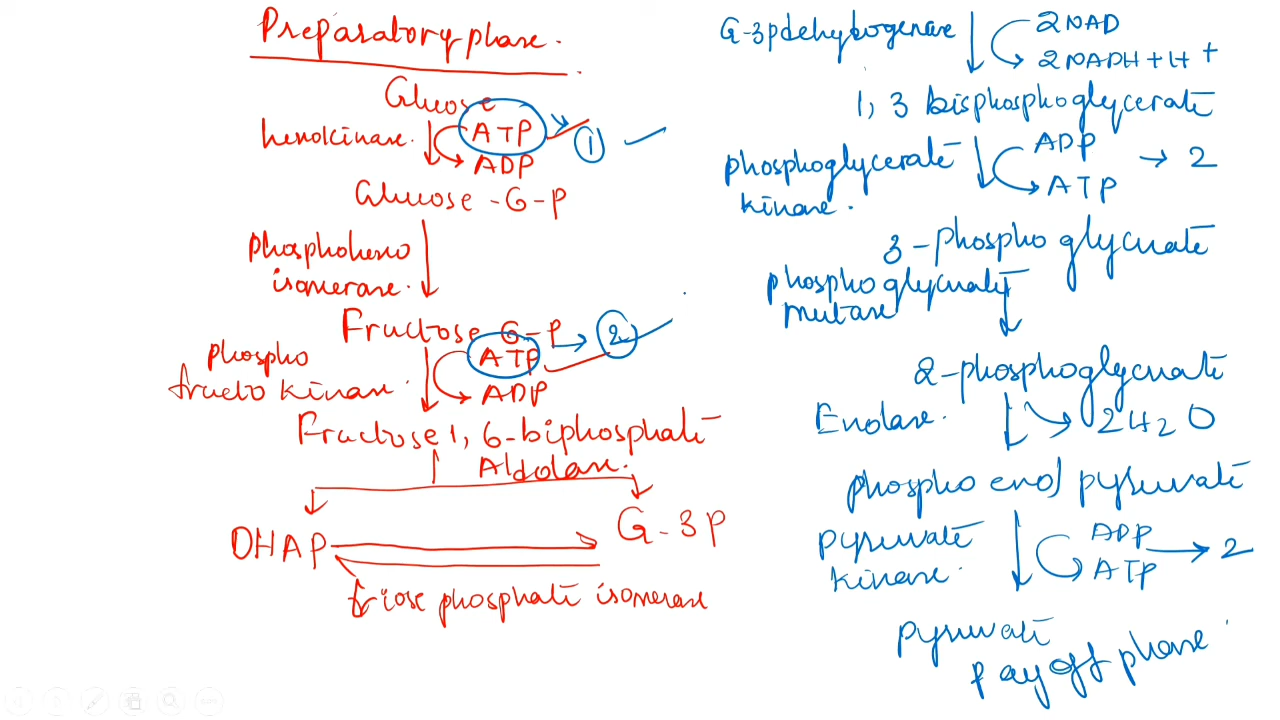 Preparatory phase.
Glucose
hexokinase.
ATP
1
ADP
Glucose-6-P
phosphohexo
isomerase.
Fructose 6-P
2
phospho
fructo kinase.
ATP
ADP
Fructose 1, 6-biphosphate
Aldolase.
DHAP
G-3P
triose phosphate isomerase
G-3p dehydrogenase
2NAD
2NADH + H +
1, 3 bisphosphoglycerate
phosphoglycerate
kinase.
ADP
ATP
2
3-phospho glycerate
phospho glycerate
mutase
2-phosphoglycerate
Enolase.
2H2O
phospho enol pyruvate
pyruvate
kinase.
ADP
ATP
2
pyruvate
pay off phase